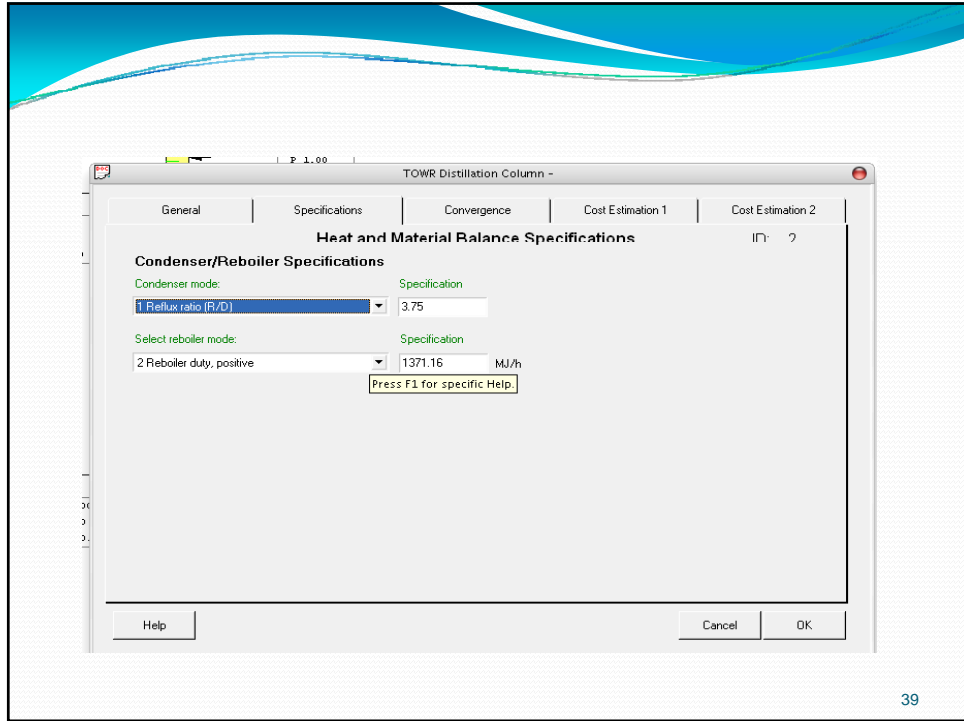 P 1.00
TOWR Distillation Column -
General Specifications Convergence Cost Estimation 1 Cost Estimation 2
Heat and Material Balance Specifications ID: 2
Condenser/Reboiler Specifications
Condenser mode: Specification
1 Reflux ratio (R/D) 3.75
Select reboiler mode: Specification
2 Reboiler duty, positive 1371.16 MJ/h
Press F1 for specific Help.
Help Cancel OK
39